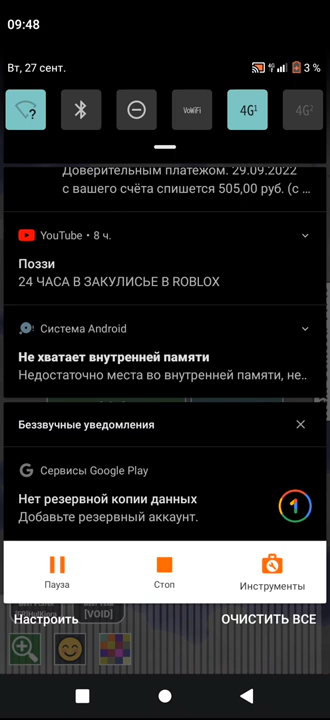 09:48
Вт, 27 сент.
4G
3 %
?
VoWiFi
4G¹
4G²
Доверительным платежом. 29.09.2022
с вашего счёта спишется 505,00 руб. (с ...
YouTube • 8 ч.
Поззи
24 ЧАСА В ЗАКУЛИСЬЕ В ROBLOX
Система Android
Не хватает внутренней памяти
Недостаточно места во внутренней памяти, не..
Беззвучные уведомления
Сервисы Google Play
Нет резервной копии данных
Добавьте резервный аккаунт.
1
Пауза
Стоп
Инструменты
[VOID]
Настроить
ОЧИСТИТЬ ВСЕ